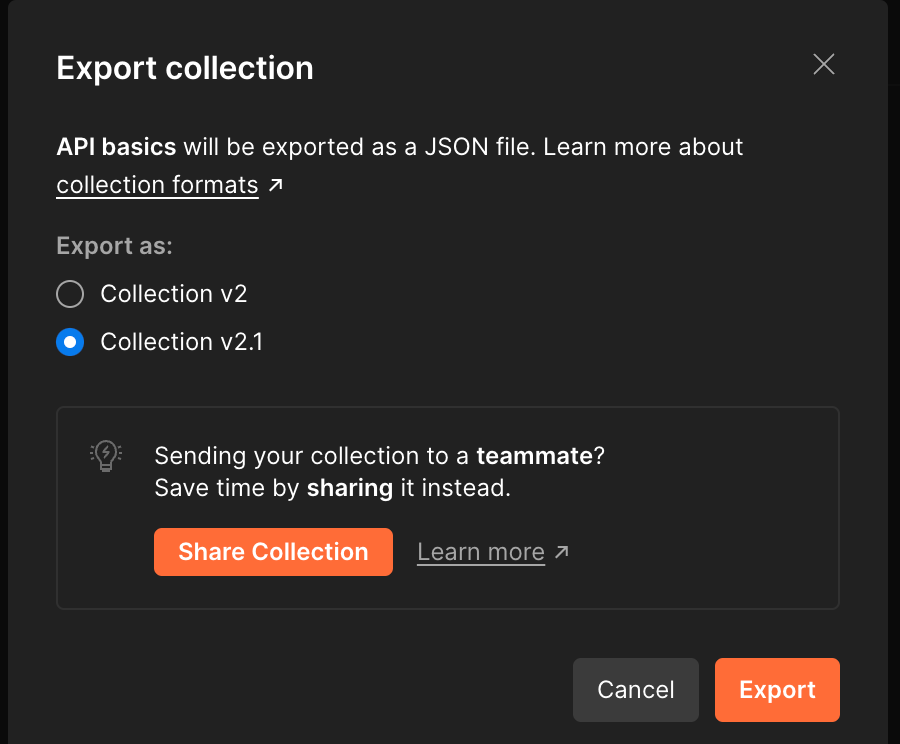 Export collection
API basics will be exported as a JSON file. Learn more about
collection formats ↗
Export as:
Collection v2
Collection v2.1
Sending your collection to a teammate?
Save time by sharing it instead.
Share Collection
Learn more ↗
Cancel
Export